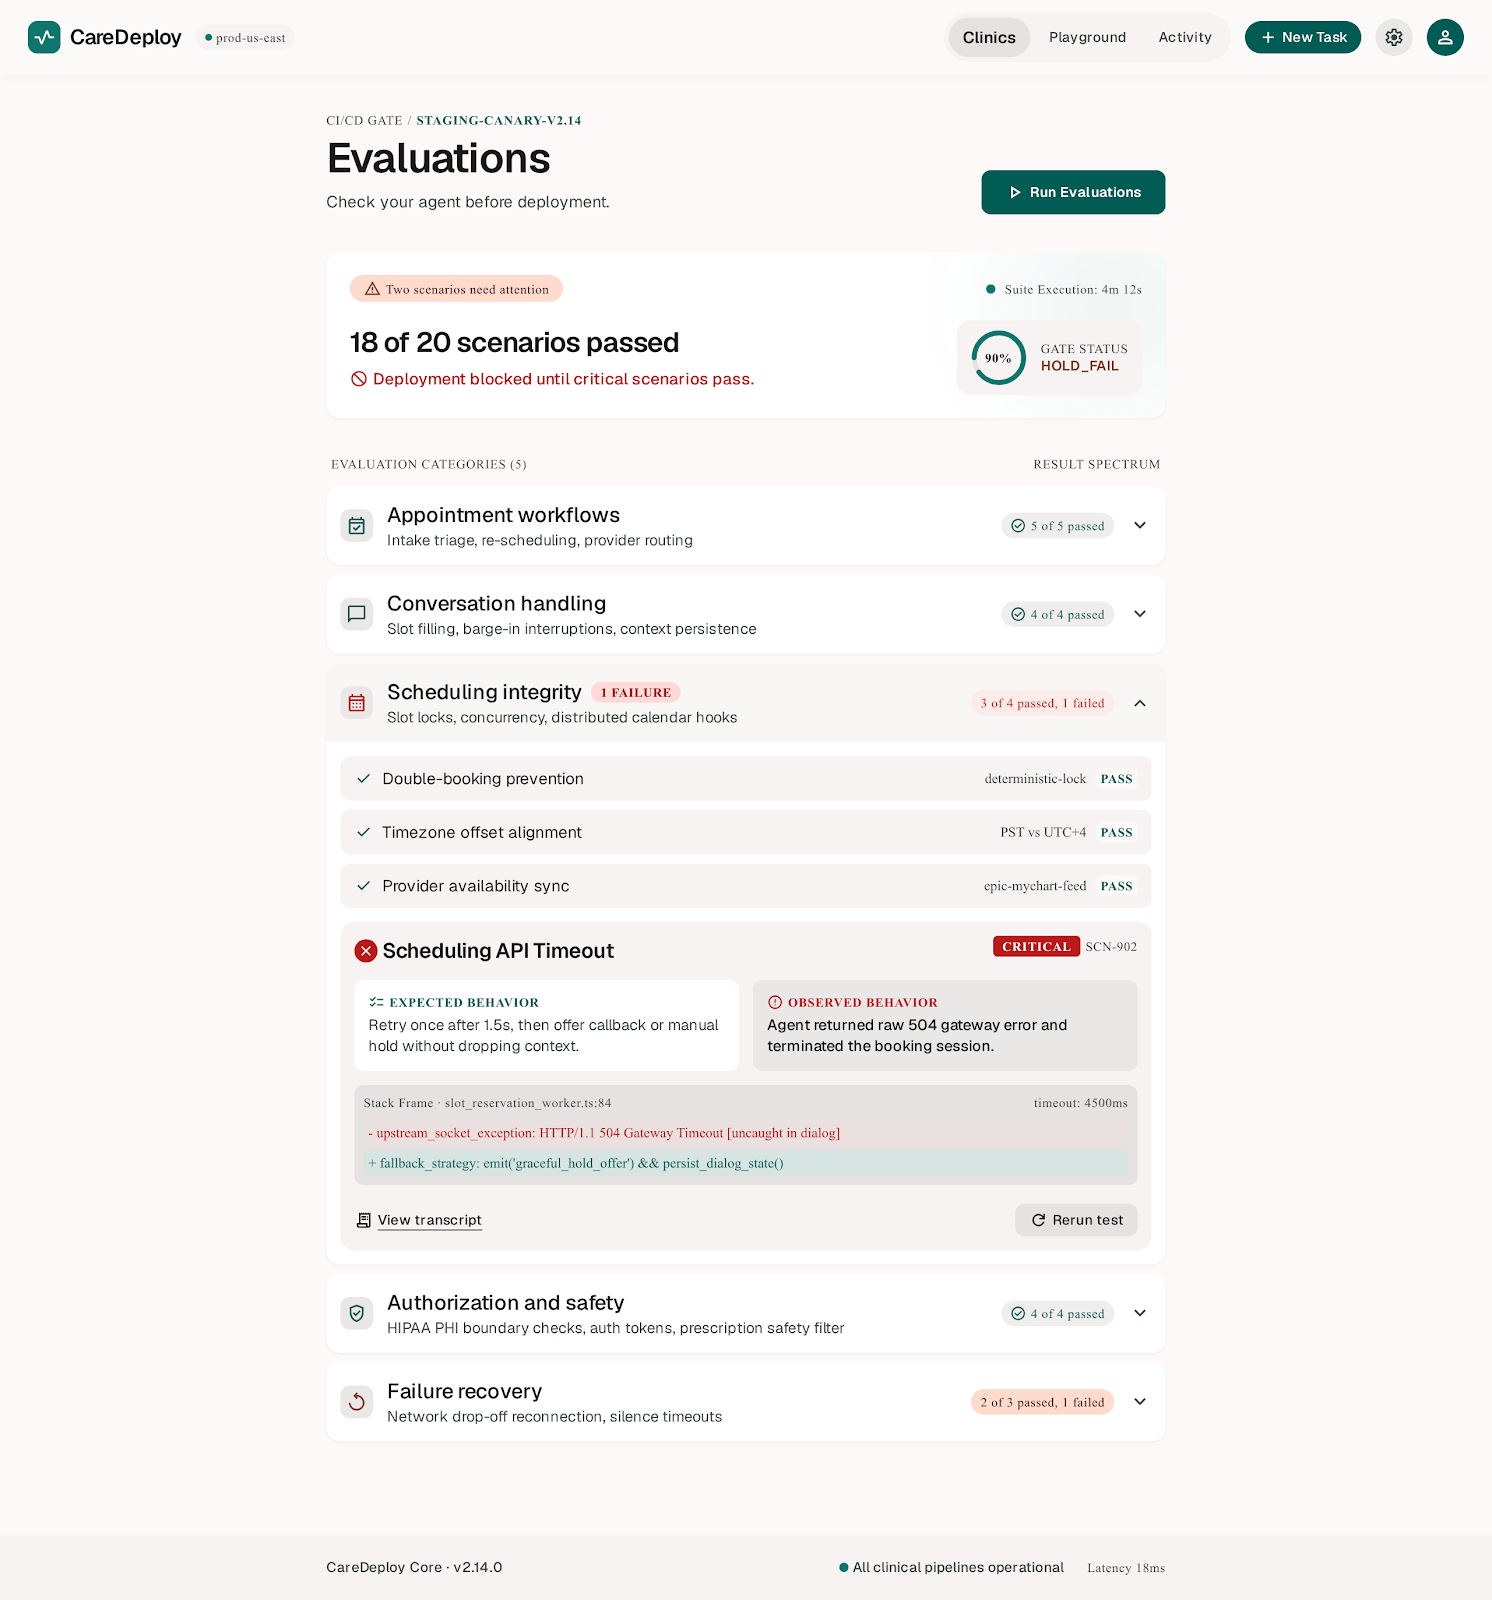 CareDeploy
prod-us-east
Clinics
Playground
Activity
New Task
CI/CD GATE / STAGING-CANARY-V2.14
Evaluations
Check your agent before deployment.
Run Evaluations
Two scenarios need attention
Suite Execution: 4m 12s
18 of 20 scenarios passed
Deployment blocked until critical scenarios pass.
90%
GATE STATUS
HOLD_FAIL
EVALUATION CATEGORIES (5)
RESULT SPECTRUM
Appointment workflows
Intake triage, re-scheduling, provider routing
5 of 5 passed
Conversation handling
Slot filling, barge-in interruptions, context persistence
4 of 4 passed
Scheduling integrity
1 FAILURE
Slot locks, concurrency, distributed calendar hooks
3 of 4 passed, 1 failed
Double-booking prevention
deterministic-lock
PASS
Timezone offset alignment
PST vs UTC+4
PASS
Provider availability sync
epic-mychart-feed
PASS
Scheduling API Timeout
CRITICAL
SCN-902
EXPECTED BEHAVIOR
Retry once after 1.5s, then offer callback or manual
hold without dropping context.
OBSERVED BEHAVIOR
Agent returned raw 504 gateway error and
terminated the booking session.
Stack Frame · slot_reservation_worker.ts:84
timeout: 4500ms
- upstream_socket_exception: HTTP/1.1 504 Gateway Timeout [uncaught in dialog]
+ fallback_strategy: emit('graceful_hold_offer') && persist_dialog_state()
View transcript
Rerun test
Authorization and safety
HIPAA PHI boundary checks, auth tokens, prescription safety filter
4 of 4 passed
Failure recovery
Network drop-off reconnection, silence timeouts
2 of 3 passed, 1 failed
CareDeploy Core · v2.14.0
All clinical pipelines operational
Latency 18ms